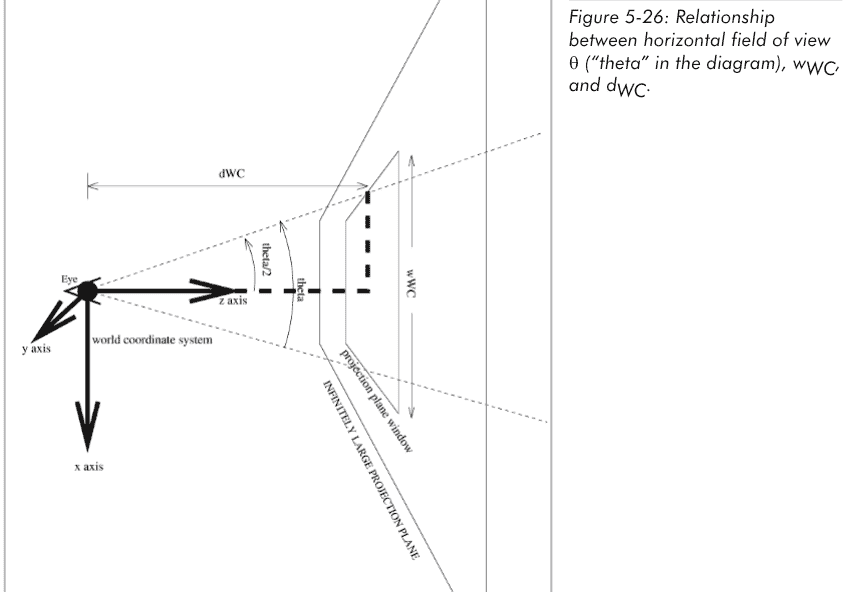 Figure 5-26: Relationship
between horizontal field of view
θ ("theta" in the diagram), wWC,
and dWC.
dWC
theta/2
theta
wWC
Eye
z axis
y axis
world coordinate system
x axis
projection plane window
INFINITELY LARGE PROJECTION PLANE